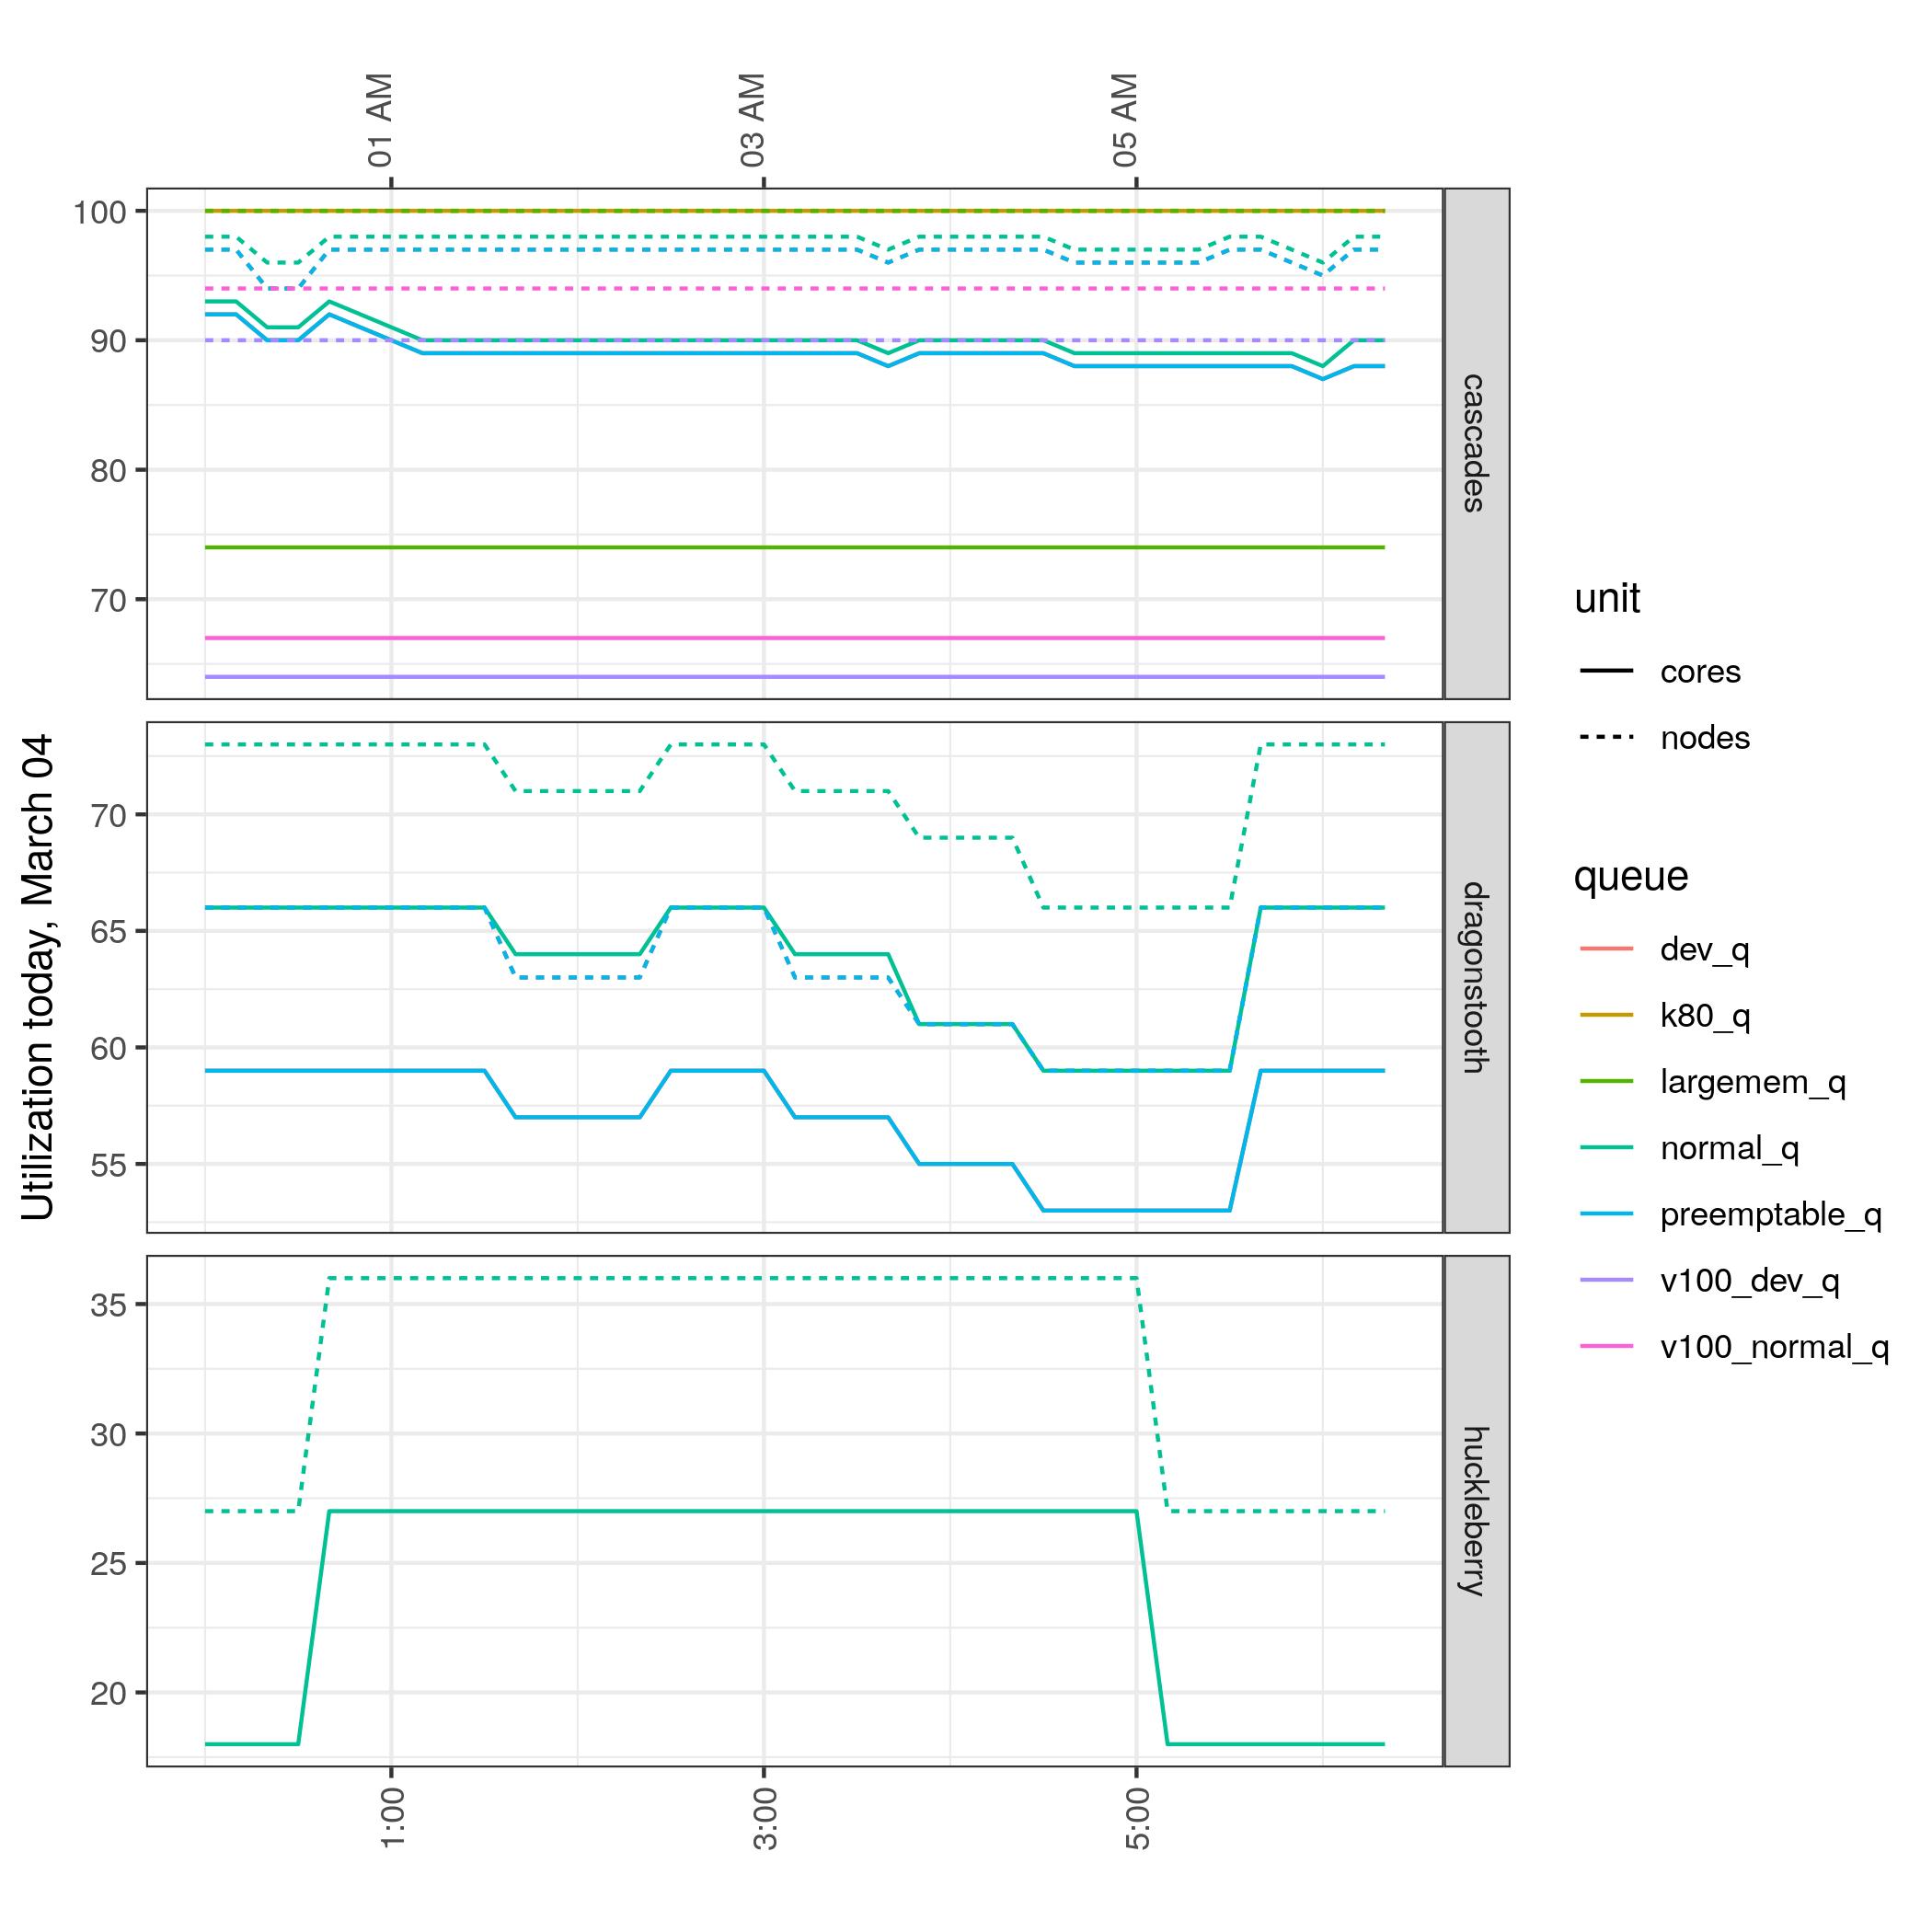 01 AM
03 AM
05 AM
Utilization today, March 04
100
90
80
70
cascades
70
65
60
55
dragonstooth
35
30
25
20
huckleberry
1:00
3:00
5:00
unit
cores
nodes
queue
dev_q
k80_q
largemem_q
normal_q
preemptable_q
v100_dev_q
v100_normal_q